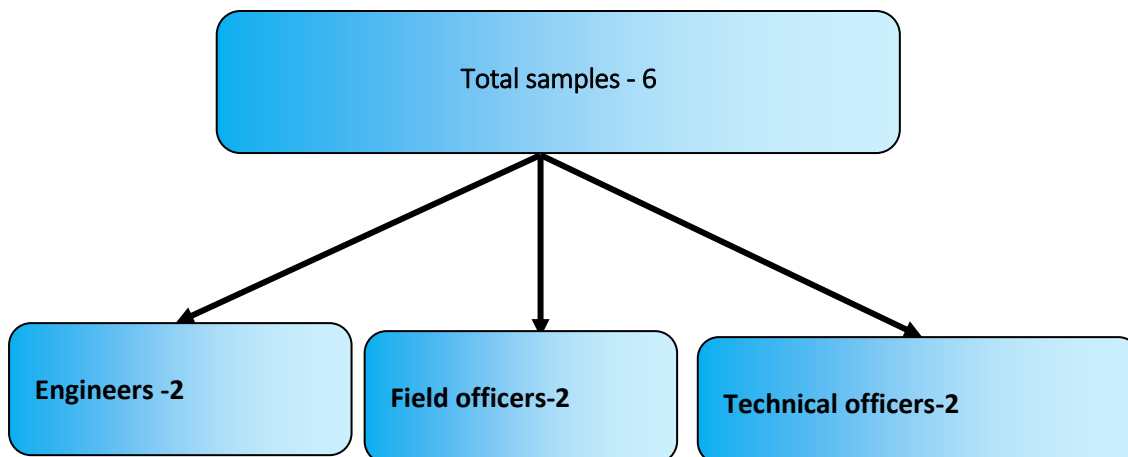 Total samples - 6
Engineers -2
Field officers-2
Technical officers-2